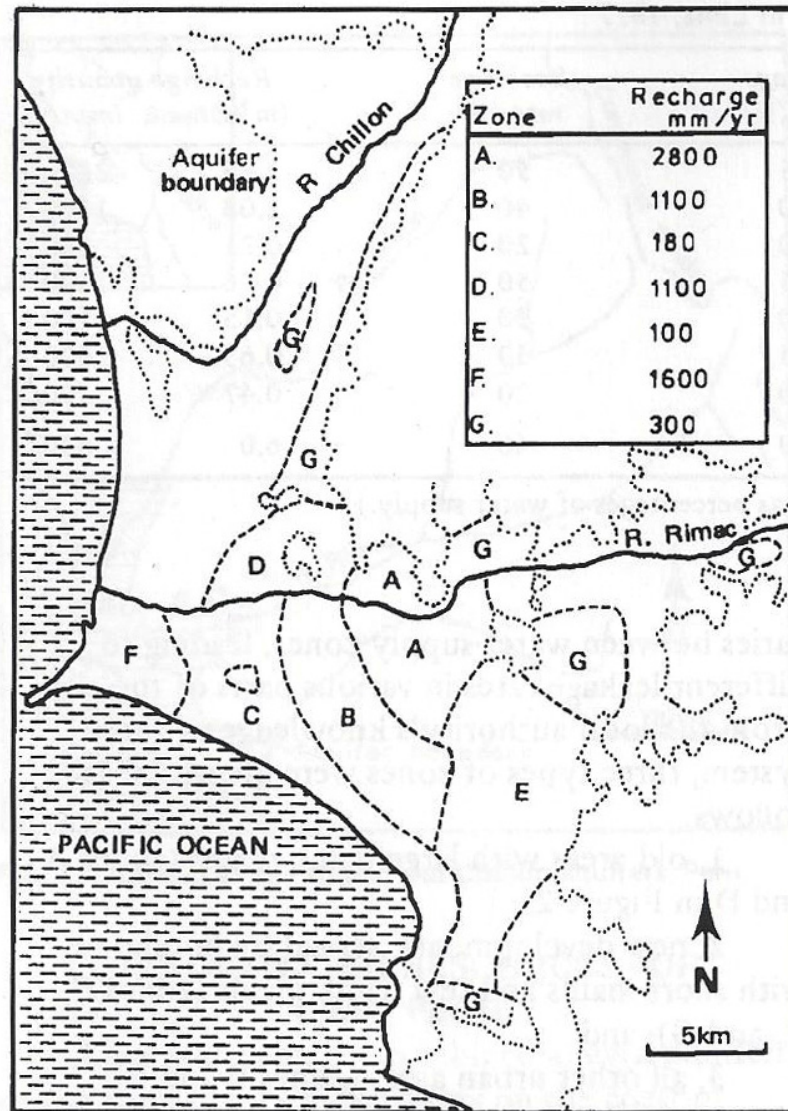 Zone Recharge mm/yr
A 2800
B. 1100
C. 180
D. 1100
E. 100
F 1600
G. 300
Aquifer boundary
R Chillon
G
G
R. Rimac
D
A
G
G
F
C
B
A
G
E
PACIFIC OCEAN
G
N
5km